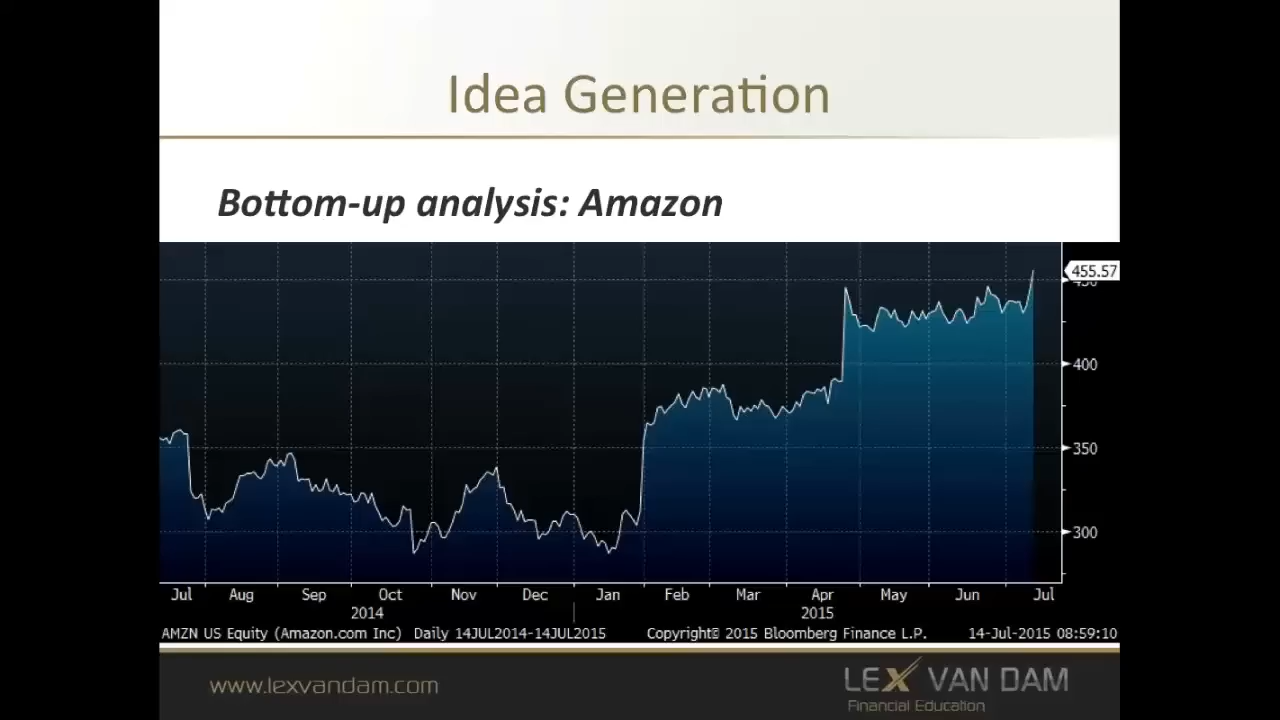 Idea Generation
Bottom-up analysis: Amazon
455.57
450
400
350
300
Jul Aug Sep Oct Nov Dec Jan Feb Mar Apr May Jun Jul
2014 2015
AMZN US Equity (Amazon.com Inc) Daily 14JUL2014-14JUL2015 Copyright© 2015 Bloomberg Finance L.P. 14-Jul-2015 08:59:10
www.lexvandam.com
LEX VAN DAM
Financial Education